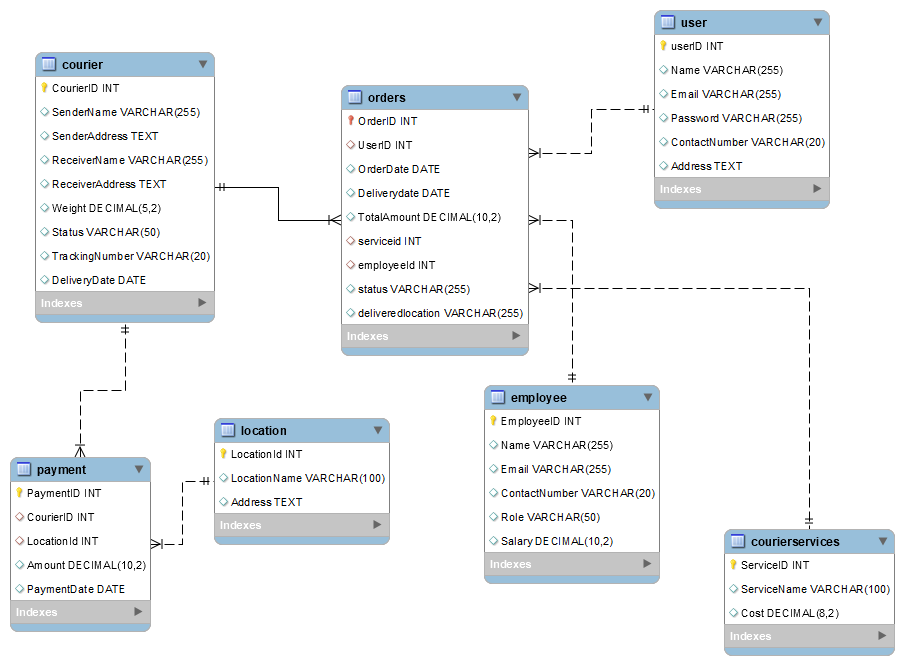 courier
CourierID INT
SenderName VARCHAR(255)
SenderAddress TEXT
ReceiverName VARCHAR(255)
ReceiverAddress TEXT
Weight DECIMAL(5,2)
Status VARCHAR(50)
TrackingNumber VARCHAR(20)
DeliveryDate DATE
Indexes
orders
OrderID INT
UserID INT
OrderDate DATE
Deliverydate DATE
TotalAmount DECIMAL(10,2)
serviceid INT
employeeId INT
status VARCHAR(255)
deliveredlocation VARCHAR(255)
Indexes
user
userID INT
Name VARCHAR(255)
Email VARCHAR(255)
Password VARCHAR(255)
ContactNumber VARCHAR(20)
Address TEXT
Indexes
payment
PaymentID INT
CourierID INT
LocationId INT
Amount DECIMAL(10,2)
PaymentDate DATE
Indexes
location
LocationId INT
LocationName VARCHAR(100)
Address TEXT
Indexes
employee
EmployeeID INT
Name VARCHAR(255)
Email VARCHAR(255)
ContactNumber VARCHAR(20)
Role VARCHAR(50)
Salary DECIMAL(10,2)
Indexes
courierservices
ServiceID INT
ServiceName VARCHAR(100)
Cost DECIMAL(8,2)
Indexes